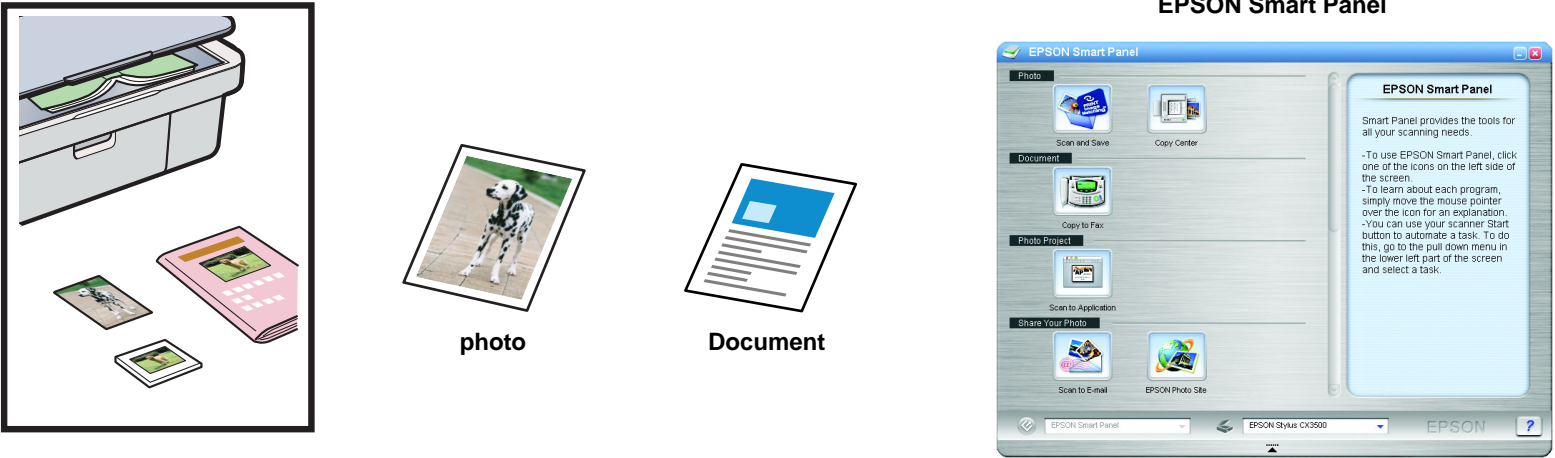 EPSON Smart Panel
EPSON Smart Panel
Photo
Scan and Save
Copy Center
Document
Copy to Fax
Photo Project
Scan to Application
Share Your Photo
Scan to E-mail
EPSON Photo Site
EPSON Smart Panel
Smart Panel provides the tools for
all your scanning needs.
-To use EPSON Smart Panel, click
one of the icons on the left side of
the screen.
-To learn about each program,
simply move the mouse pointer
over the icon for an explanation.
-You can use your scanner Start
button to automate a task. To do
this, go to the pull down menu in
the lower left part of the screen
and select a task.
EPSON Smart Panel
EPSON Stylus CX3500
EPSON
?
photo
Document
PRINT
Image
Matching